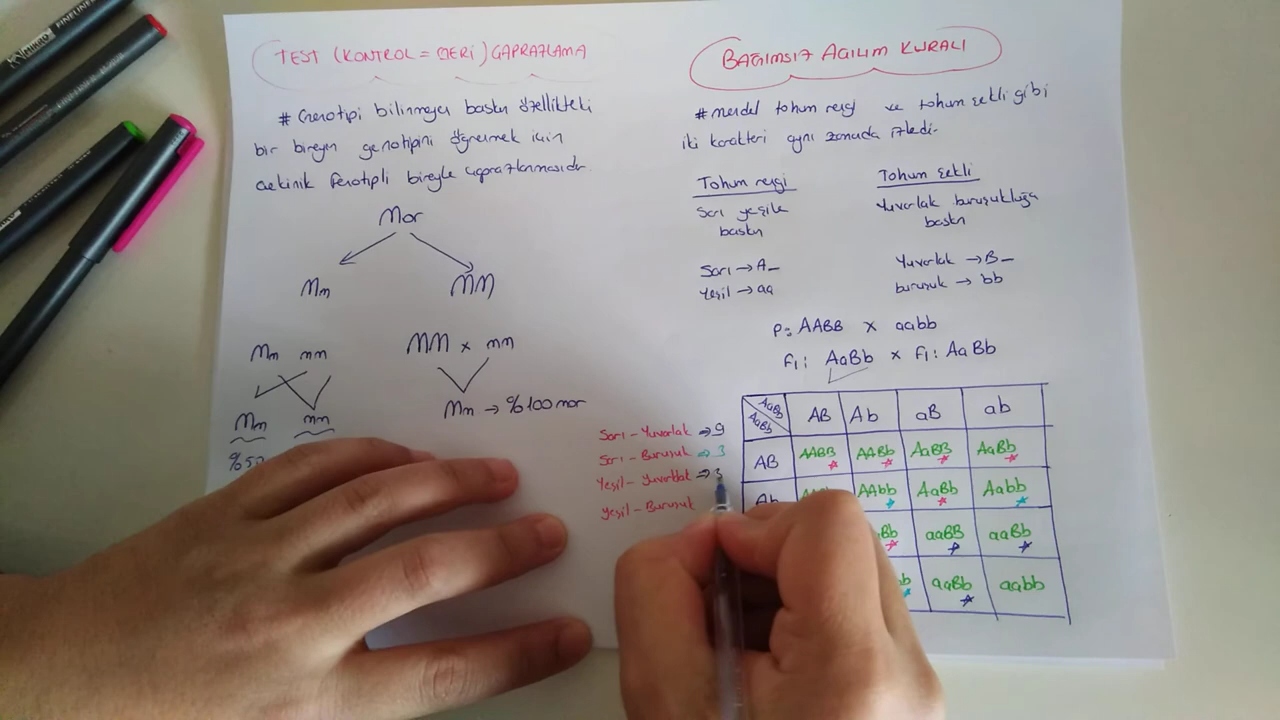 TEST (KONTROL = GERİ) ÇAPRAZLAMA
# Genotipi bilinmeyen baskın özellikteki
bir bireyin genotipini öğrenmek için
çekinik fenotipli bireyle çaprazlanmasıdır.
Mor
Mm MM
Mm mm
MM x mm
Mm mm
Mm → %100 mor
BAĞIMSIZ AÇILIM KURALI
# mendel tohum rengi ve tohum şekli gibi
iki karakteri aynı zamanda izledi.
Tohum rengi
Sarı yeşile
baskın
Sarı → A_
Yeşil → aa
Tohum şekli
Yuvarlak buruşukluğa
baskın
Yuvarlak → B_
buruşuk → bb
P: AABB x aabb
F1: AaBb x F1: AaBb
Sarı - Yuvarlak → 9
Sarı - Buruşuk → 3
Yeşil - Yuvarlak → 3
Yeşil - Buruşuk
AaBb AaBb AB Ab aB ab
AB AABB AABb AaBB AaBb
Ab AAbb AaBb Aabb
aaBB aaBb
aaBb aabb
FINELINER